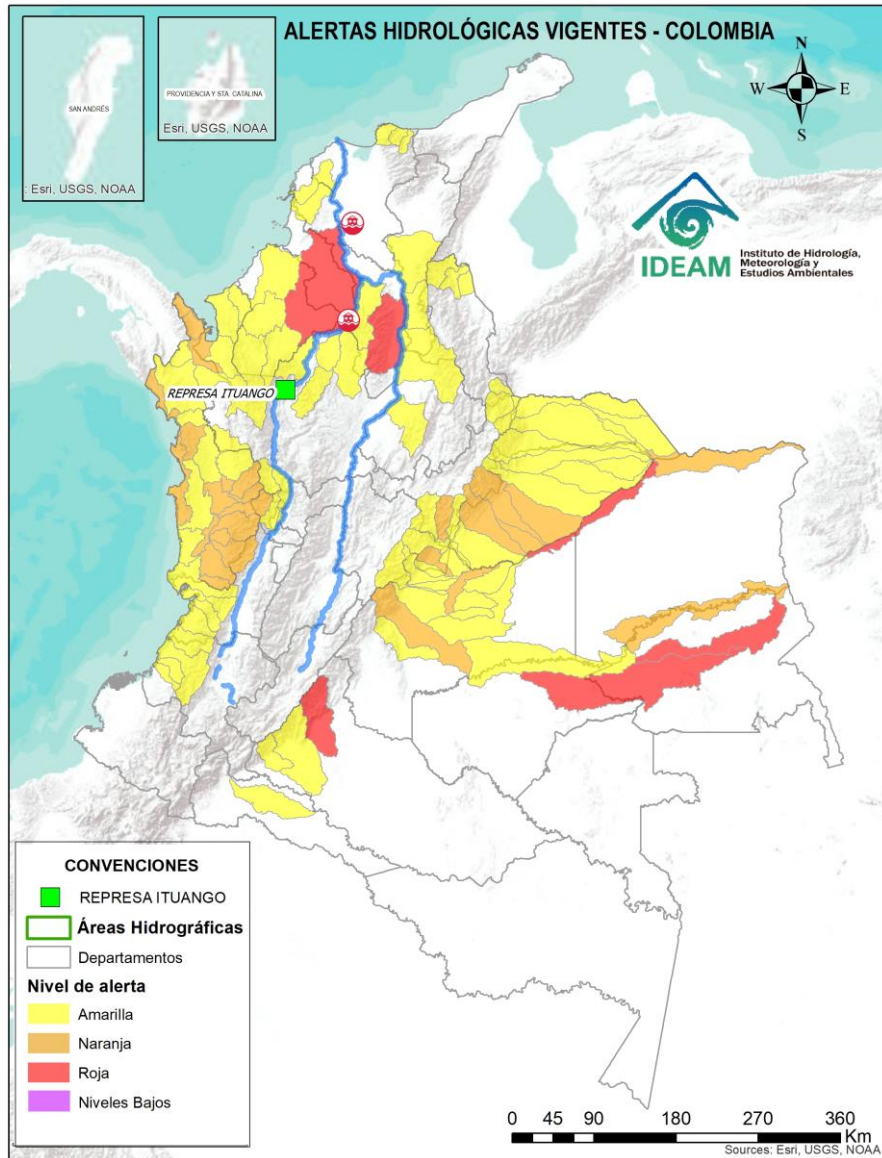 ALERTAS HIDROLÓGICAS VIGENTES - COLOMBIA
SAN ANDRÉS
: Esri, USGS, NOAA
PROVIDENCIA Y STA. CATALINA
Esri, USGS, NOAA
N
W
E
S
IDEAM
Instituto de Hidrología,
Meteorología y
Estudios Ambientales
REPRESA ITUANGO
CONVENCIONES
REPRESA ITUANGO
Áreas Hidrográficas
Departamentos
Nivel de alerta
Amarilla
Naranja
Roja
Niveles Bajos
0 45 90 180 270 360
Km
Sources: Esri, USGS, NOAA